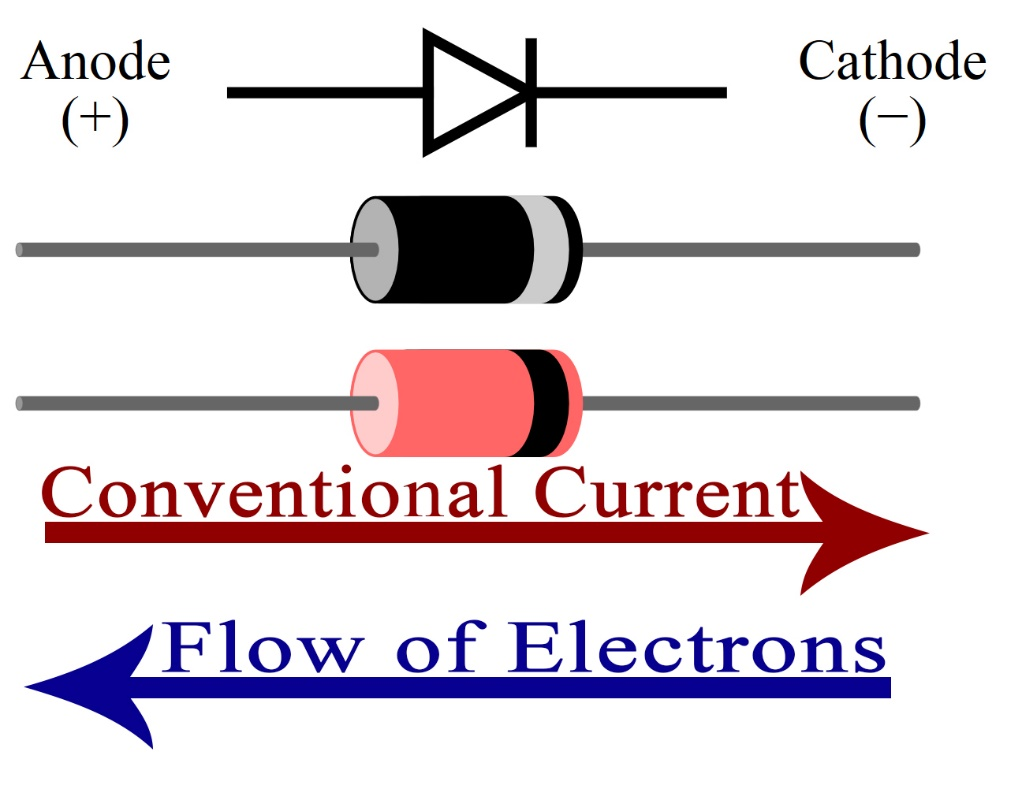 Anode
(+)
Cathode
(−)
Conventional Current
Flow of Electrons